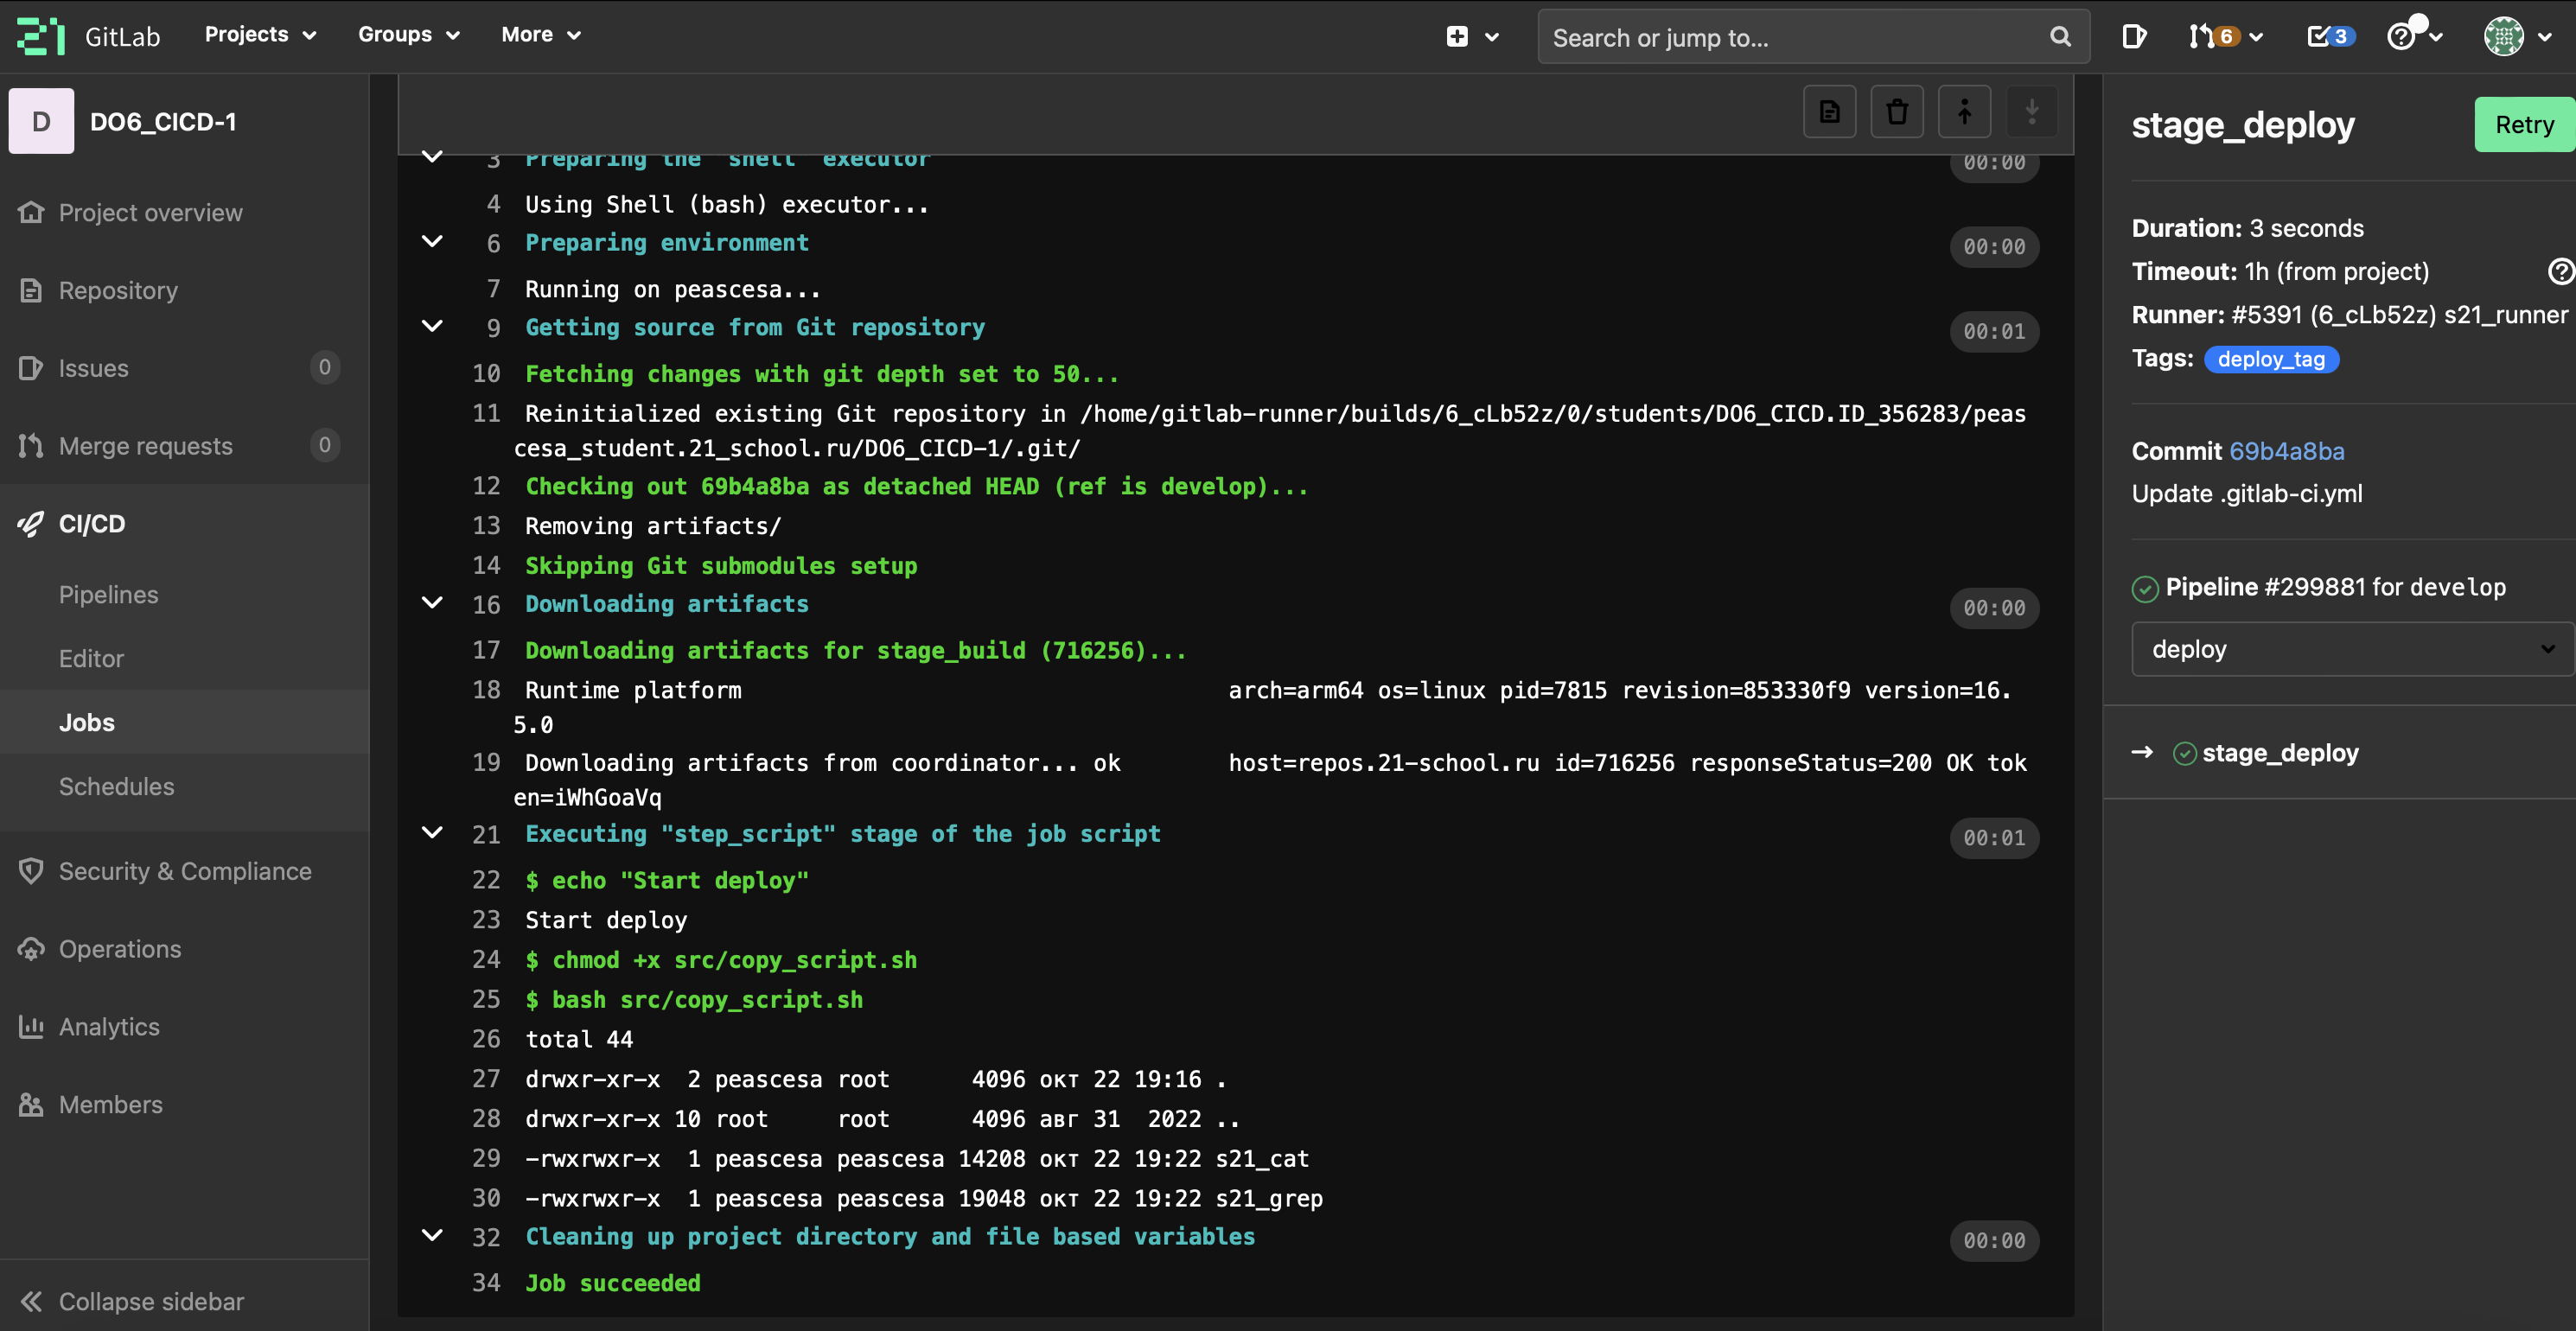 GitLab
Projects
Groups
More
Search or jump to...
6
3
D
DO6_CICD-1
Project overview
Repository
Issues 0
Merge requests 0
CI/CD
Pipelines
Editor
Jobs
Schedules
Security & Compliance
Operations
Analytics
Members
Collapse sidebar
3 Preparing the "shell" executor 00:00
4 Using Shell (bash) executor...
6 Preparing environment 00:00
7 Running on peascesa...
9 Getting source from Git repository 00:01
10 Fetching changes with git depth set to 50...
11 Reinitialized existing Git repository in /home/gitlab-runner/builds/6_cLb52z/0/students/DO6_CICD.ID_356283/peas
cesa_student.21_school.ru/DO6_CICD-1/.git/
12 Checking out 69b4a8ba as detached HEAD (ref is develop)...
13 Removing artifacts/
14 Skipping Git submodules setup
16 Downloading artifacts 00:00
17 Downloading artifacts for stage_build (716256)...
18 Runtime platform arch=arm64 os=linux pid=7815 revision=853330f9 version=16.
5.0
19 Downloading artifacts from coordinator... ok host=repos.21-school.ru id=716256 responseStatus=200 OK tok
en=iWhGoaVq
21 Executing "step_script" stage of the job script 00:01
22 $ echo "Start deploy"
23 Start deploy
24 $ chmod +x src/copy_script.sh
25 $ bash src/copy_script.sh
26 total 44
27 drwxr-xr-x 2 peascesa root 4096 окт 22 19:16 .
28 drwxr-xr-x 10 root root 4096 авг 31 2022 ..
29 -rwxrwxr-x 1 peascesa peascesa 14208 окт 22 19:22 s21_cat
30 -rwxrwxr-x 1 peascesa peascesa 19048 окт 22 19:22 s21_grep
32 Cleaning up project directory and file based variables 00:00
34 Job succeeded
stage_deploy
Retry
Duration: 3 seconds
Timeout: 1h (from project)
Runner: #5391 (6_cLb52z) s21_runner
Tags: deploy_tag
Commit 69b4a8ba
Update .gitlab-ci.yml
Pipeline #299881 for develop
deploy
→ stage_deploy